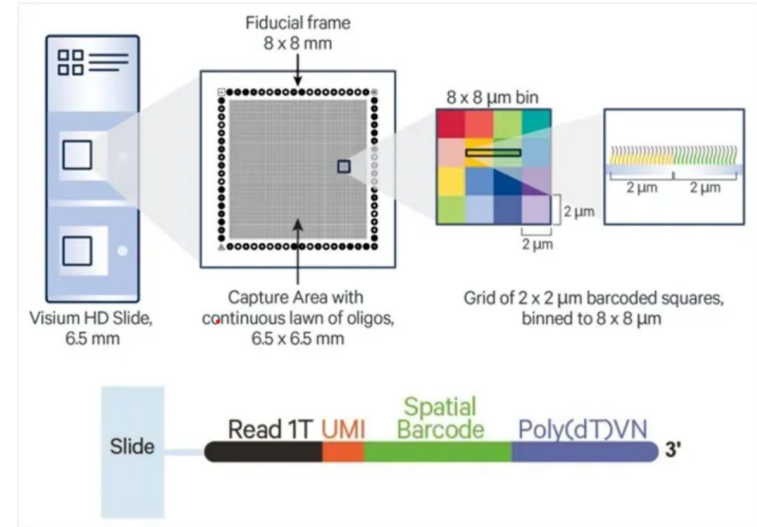 Fiducial frame
8 x 8 mm
8 x 8 µm bin
2 µm
2 µm
2 µm
2 µm
Visium HD Slide,
6.5 mm
Capture Area with
continuous lawn of oligos,
6.5 x 6.5 mm
Grid of 2 x 2 µm barcoded squares,
binned to 8 x 8 µm
Slide
Read 1T UMI Spatial
Barcode Poly(dT)VN
3'